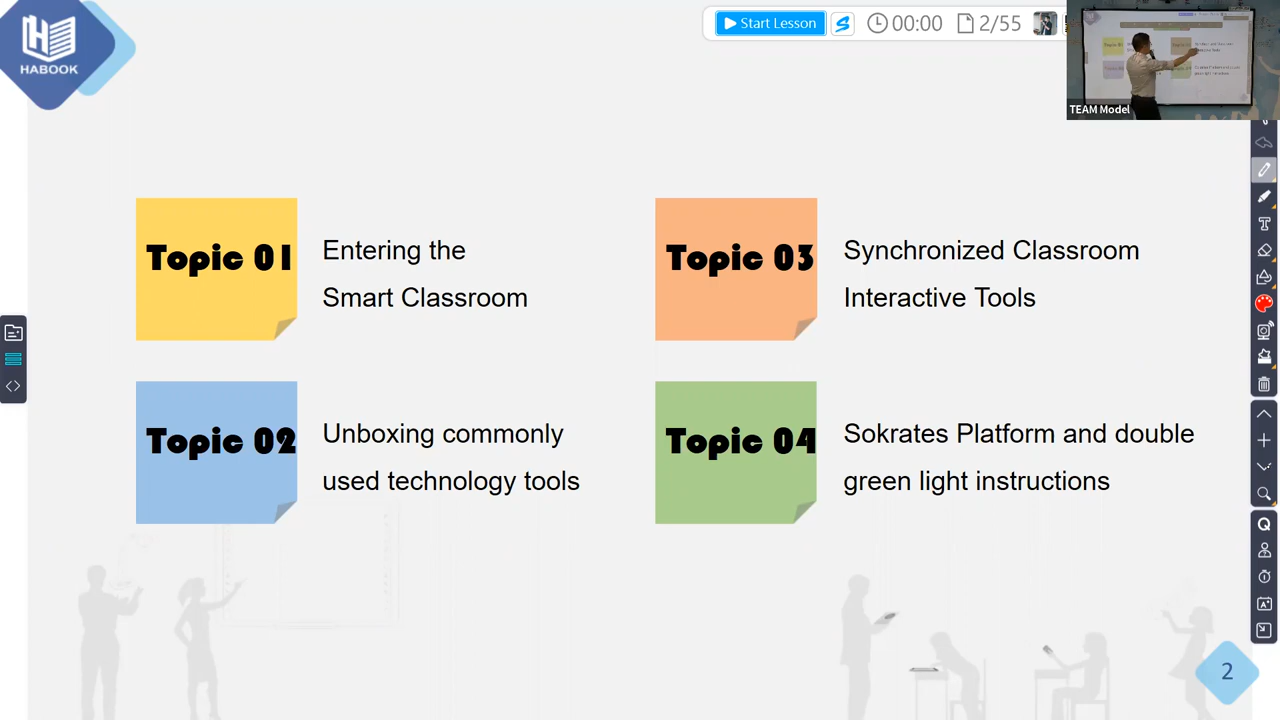 HABOOK
Start Lesson
00:00
2/55
TEAM Model
Topic 01
Entering the
Smart Classroom
Topic 02
Unboxing commonly
used technology tools
Topic 03
Synchronized Classroom
Interactive Tools
Topic 04
Sokrates Platform and double
green light instructions
2